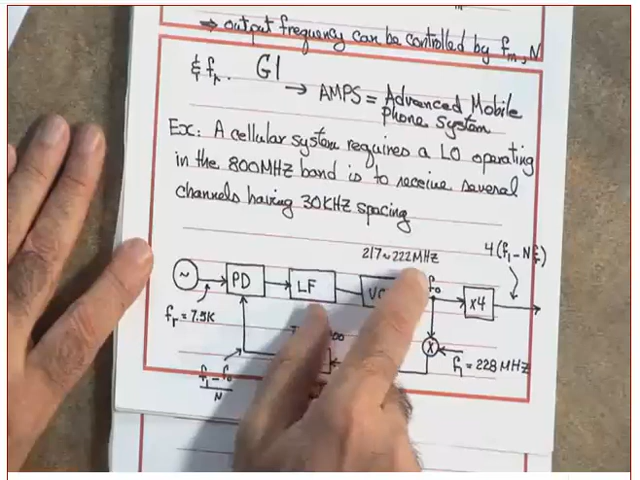 ⇒ output frequency can be controlled by fm, N
& fr. G1
→ AMPS = Advanced Mobile
Phone System
Ex: A cellular system requires a LO operating
in the 800MHZ band is to receive several
channels having 30KHZ spacing
217~222MHZ
4(f1-Nfr)
~ PD LF VC f0 x4
fr = 7.5K
X
f1 = 228 MHZ
f1-f0
N